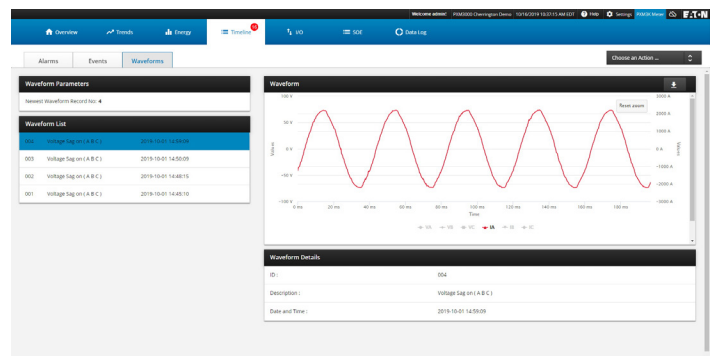 Welcome admin! PXM3000 Cherrington Demo 10/16/2019 10:37:15 AM EDT Help Settings PXM3K Meter EATON
Overview Trends Energy Timeline I/O SOE Data Log
Alarms Events Waveforms Choose an Action ...
Waveform Parameters
Newest Waveform Record No: 4
Waveform List
004 Voltage Sag on ( A B C ) 2019-10-01 14:59:09
003 Voltage Sag on ( A B C ) 2019-10-01 14:50:09
002 Voltage Sag on ( A B C ) 2019-10-01 14:48:15
001 Voltage Sag on ( A B C ) 2019-10-01 14:45:10
Waveform
100 V
50 V
0 V
-50 V
-100 V
Values
Reset zoom
2000 A
1000 A
-1000 A
-2000 A
-3000 A
Values
0 ms 20 ms 40 ms 60 ms 80 ms 100 ms 120 ms 140 ms 160 ms 180 ms
Time
VA VB VC IA IB IC
Waveform Details
ID : 004
Description : Voltage Sag on ( A B C )
Date and Time : 2019-10-01 14:59:09